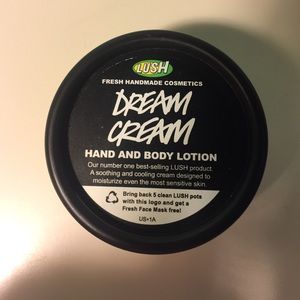 LUSH
FRESH HANDMADE COSMETICS
DREAM
CREAM
HAND AND BODY LOTION
Our number one best-selling LUSH product.
A soothing and cooling cream designed to
moisturize even the most sensitive skin.
Bring back 5 clean LUSH pots
with this logo and get a
Fresh Face Mask free!
US•1A